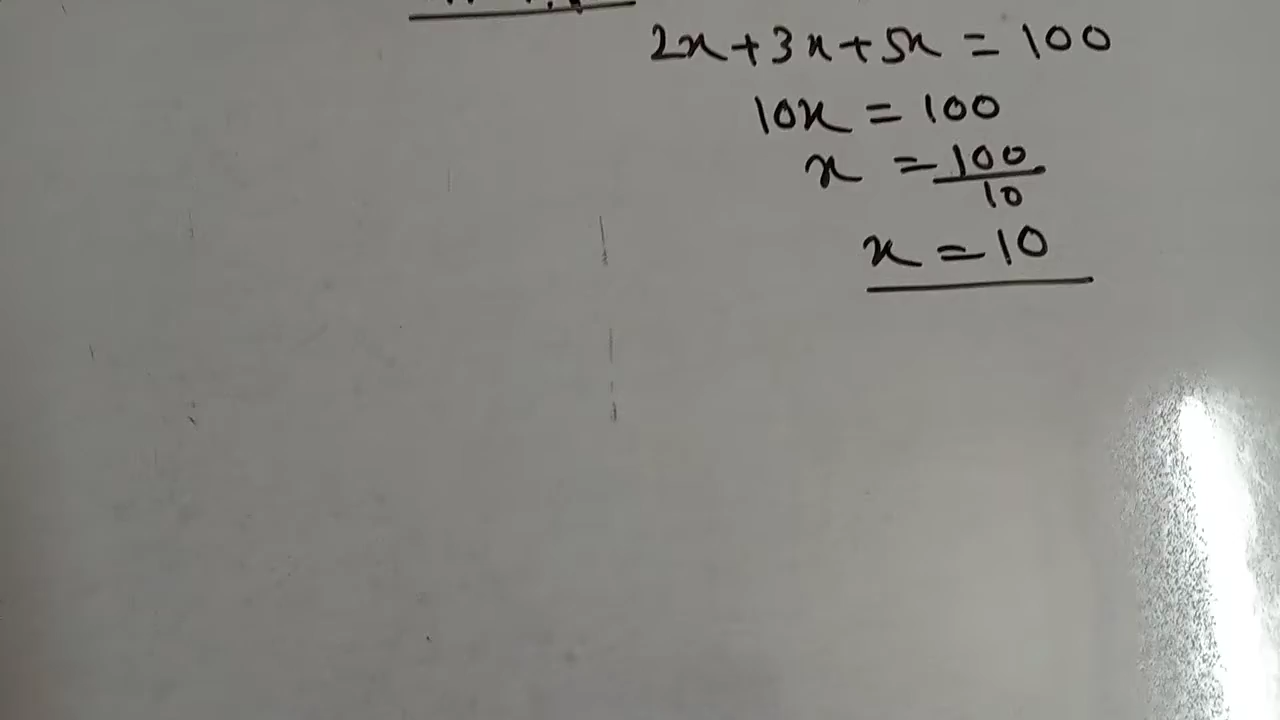 2x+3x+5x = 100
10x = 100
x = 100/10
x = 10